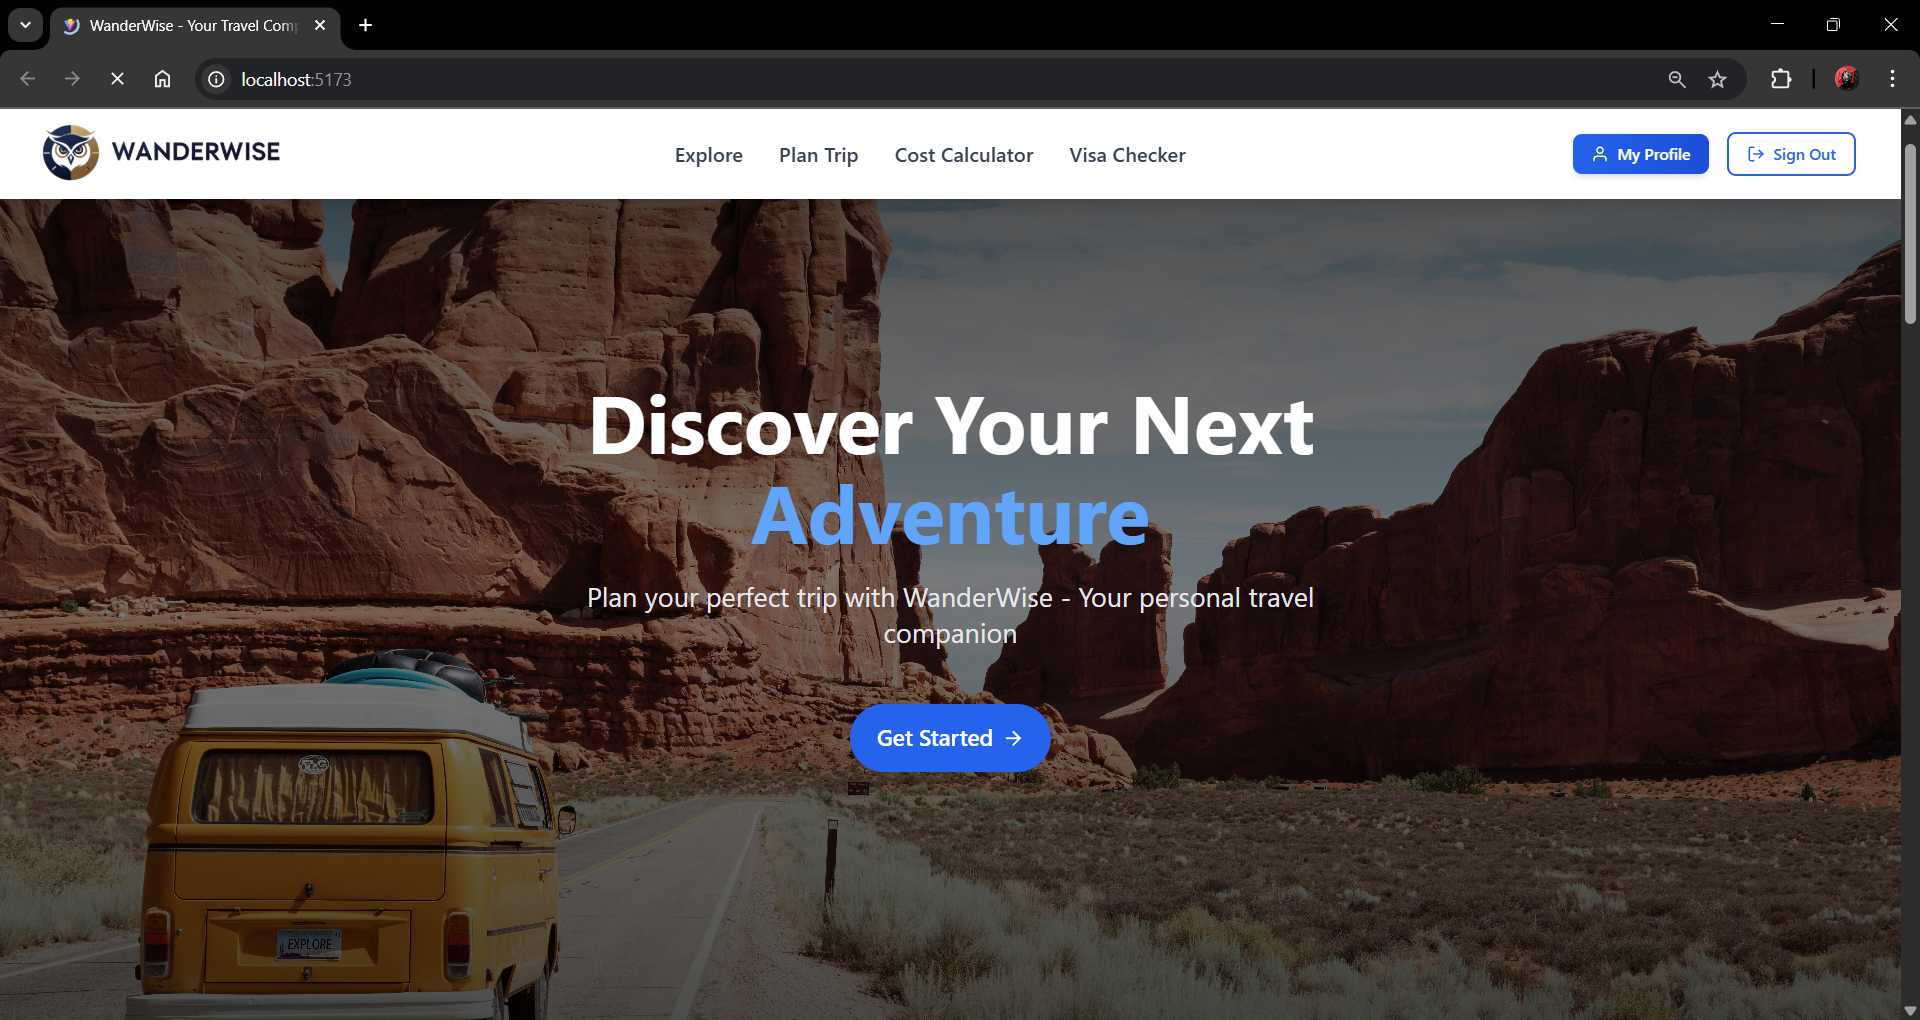 WanderWise - Your Travel Comp
localhost:5173
WANDERWISE
Explore
Plan Trip
Cost Calculator
Visa Checker
My Profile
Sign Out
Discover Your Next
Adventure
Plan your perfect trip with WanderWise - Your personal travel
companion
Get Started
EXPLORE